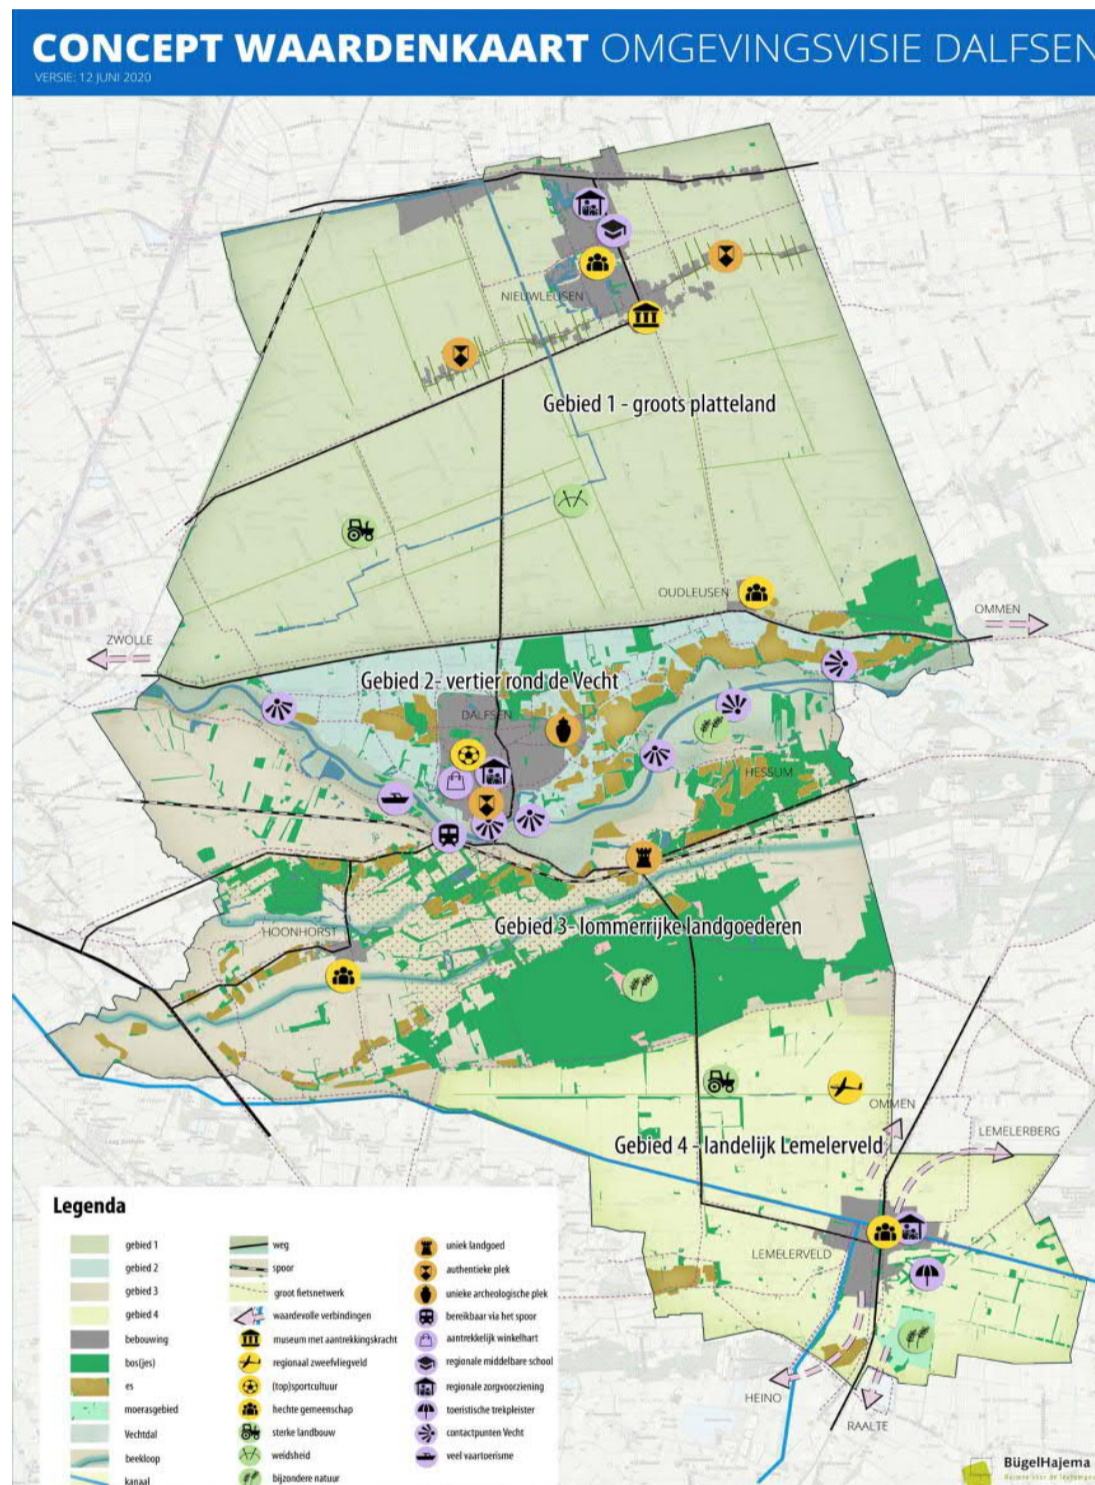 CONCEPT WAARDENKAART OMGEVINGSVISIE DALFSEN
VERSIE: 12 JUNI 2020
NIEUWLEUSEN
Gebied 1 - groots platteland
OUDLEUSEN
OMMEN
ZWOLLE
Gebied 2- vertier rond de Vecht
DALFSEN
HESSUM
Gebied 3- lommerrijke landgoederen
HOONHORST
OMMEN
LEMELERBERG
Gebied 4 - landelijk Lemelerveld
LEMELERVELD
HEINO
RAALTE
Legenda
gebied 1
gebied 2
gebied 3
gebied 4
bebouwing
bos(jes)
es
moerasgebied
Vechtdal
beekloop
kanaal
weg
spoor
groot fietsnetwerk
waardevolle verbindingen
museum met aantrekkingskracht
regionaal zweefvliegveld
(top)sportcultuur
hechte gemeenschap
sterke landbouw
weidsheid
bijzondere natuur
uniek landgoed
authentieke plek
unieke archeologische plek
bereikbaar via het spoor
aantrekkelijk winkelhart
regionale middelbare school
regionale zorgvoorziening
toeristische trekpleister
contactpunten Vecht
veel vaartoerisme
BügelHajema